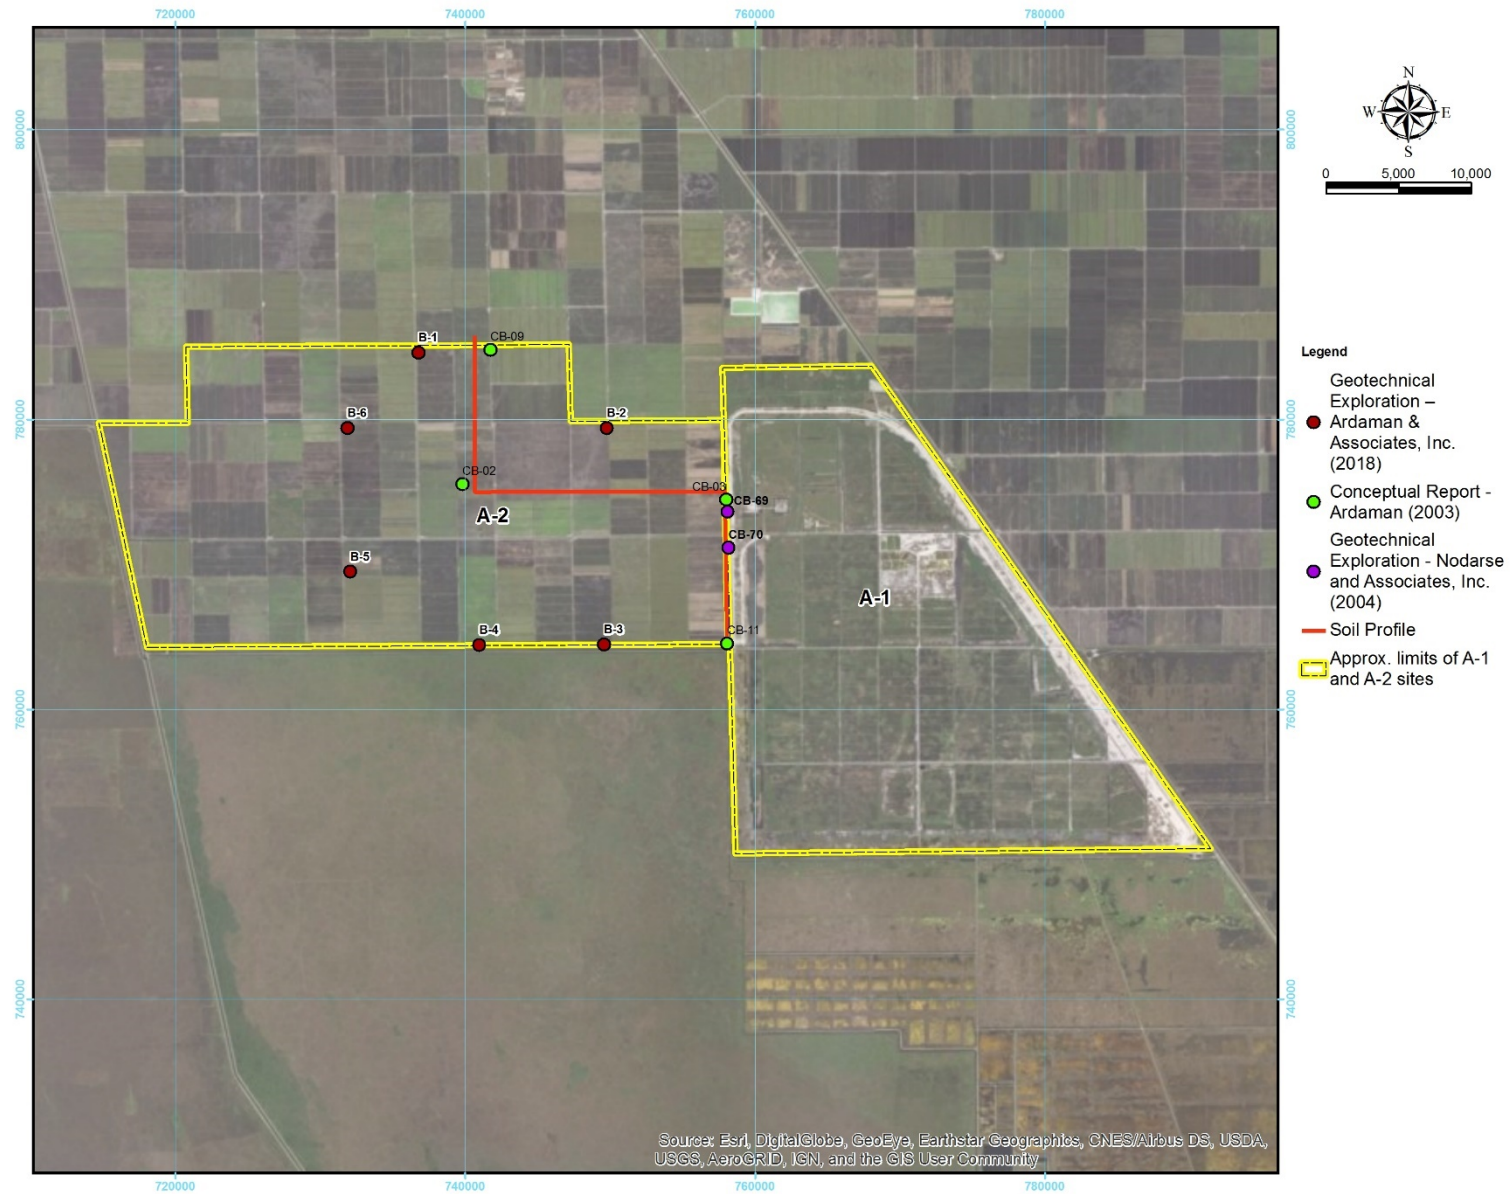 720000
740000
760000
780000
800000
780000
760000
740000
800000
780000
760000
740000
B-1
CB-09
B-6
B-2
CB-02
CB-03
CB-69
A-2
CB-70
B-5
A-1
B-4
B-3
CB-11
Source: Esri, DigitalGlobe, GeoEye, Earthstar Geographics, CNES/Airbus DS, USDA,
USGS, AeroGRID, IGN, and the GIS User Community
720000
740000
760000
780000
N
W
E
S
0
5,000
10,000
Legend
Geotechnical
Exploration –
Ardaman &
Associates, Inc.
(2018)
Conceptual Report -
Ardaman (2003)
Geotechnical
Exploration - Nodarse
and Associates, Inc.
(2004)
Soil Profile
Approx. limits of A-1
and A-2 sites